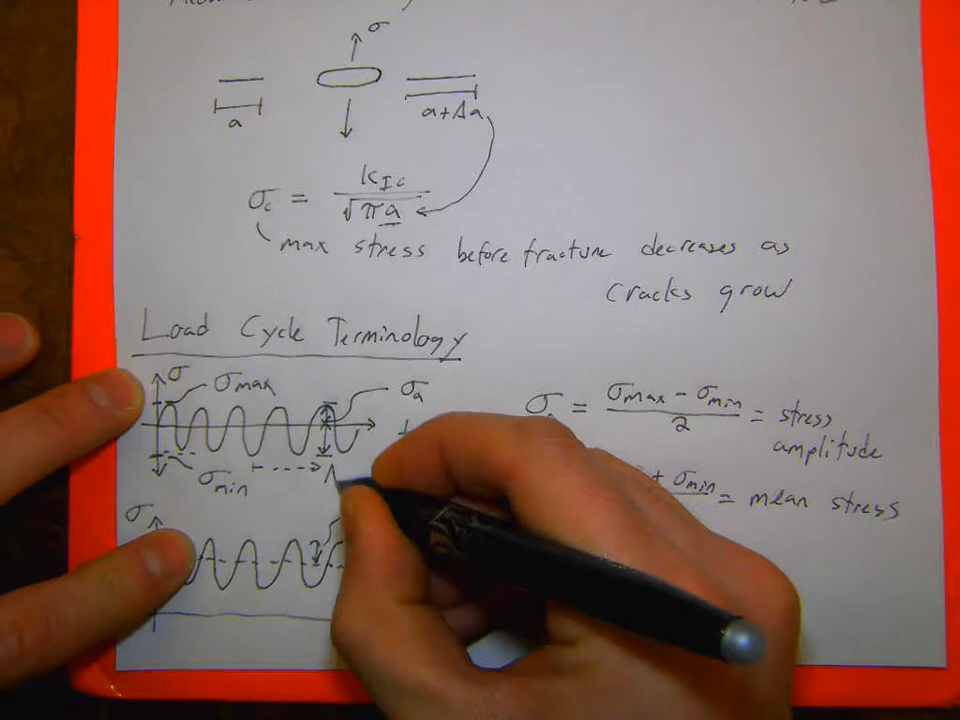 σ
a
a+Δa
σc = KIc / √πa
max stress before fracture decreases as
cracks grow
Load Cycle Terminology
σ
σmax
σa
σmin
= σmax - σmin / 2 = stress
amplitude
+ σmin = mean stress
σ